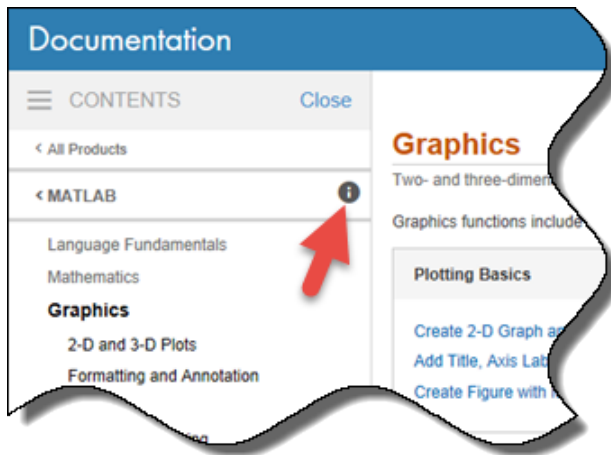 Documentation
CONTENTS Close
< All Products
< MATLAB
Language Fundamentals
Mathematics
Graphics
2-D and 3-D Plots
Formatting and Annotation
Graphics
Two- and three-dimen
Graphics functions include
Plotting Basics
Create 2-D Graph
Add Title, Axis Lab
Create Figure with